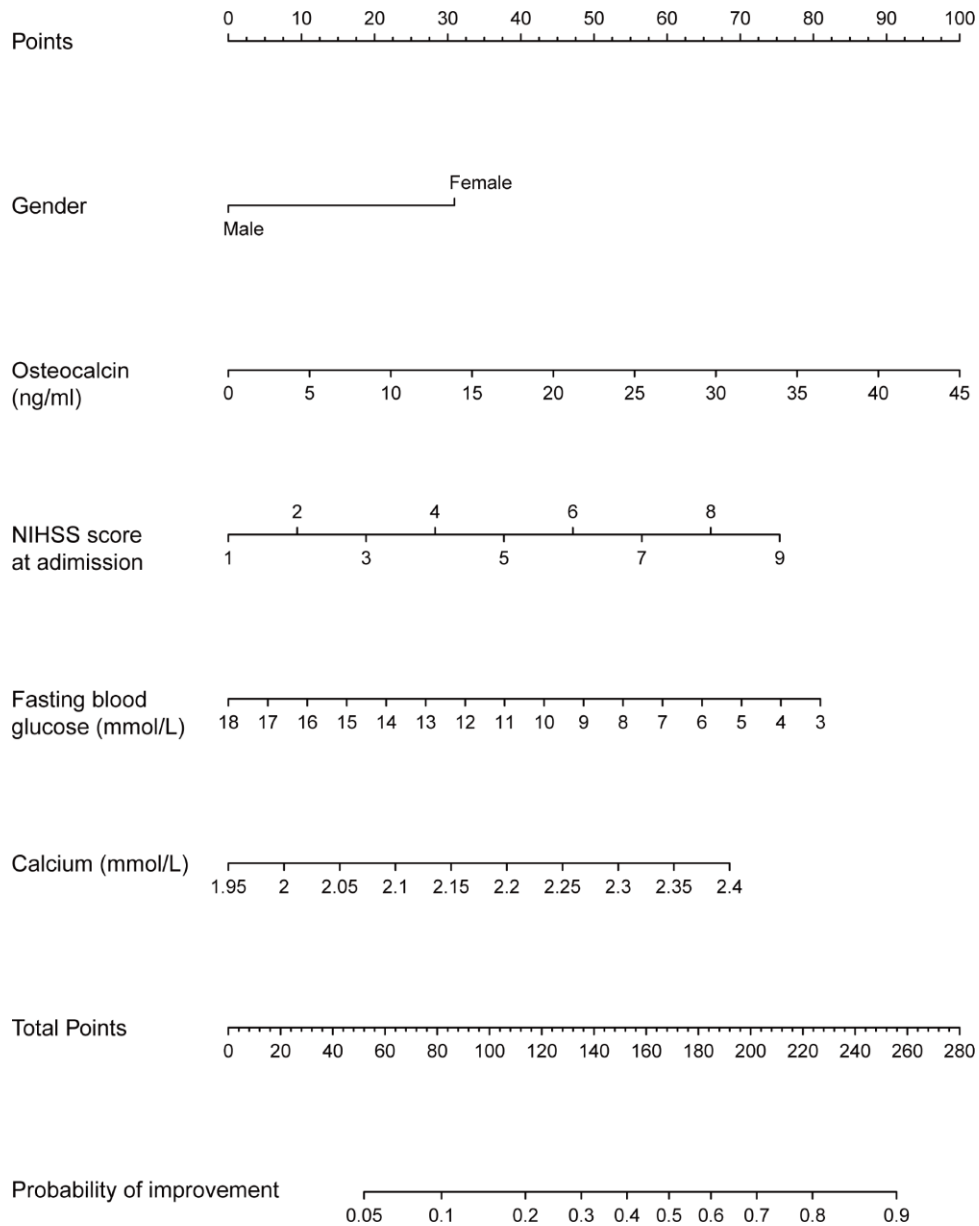 0 10 20 30 40 50 60 70 80 90 100
Points
Female
Gender
Male
Osteocalcin
(ng/ml)
0 5 10 15 20 25 30 35 40 45
2 4 6 8
NIHSS score
at adimission
1 3 5 7 9
Fasting blood
glucose (mmol/L)
18 17 16 15 14 13 12 11 10 9 8 7 6 5 4 3
Calcium (mmol/L)
1.95 2 2.05 2.1 2.15 2.2 2.25 2.3 2.35 2.4
Total Points
0 20 40 60 80 100 120 140 160 180 200 220 240 260 280
Probability of improvement
0.05 0.1 0.2 0.3 0.4 0.5 0.6 0.7 0.8 0.9